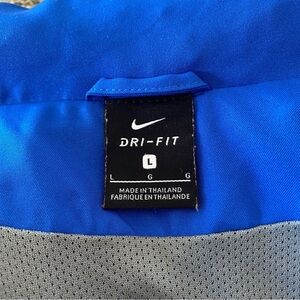 DRI-FIT
L
L G G
MADE IN THAILAND
FABRIQUE EN THAILANDE